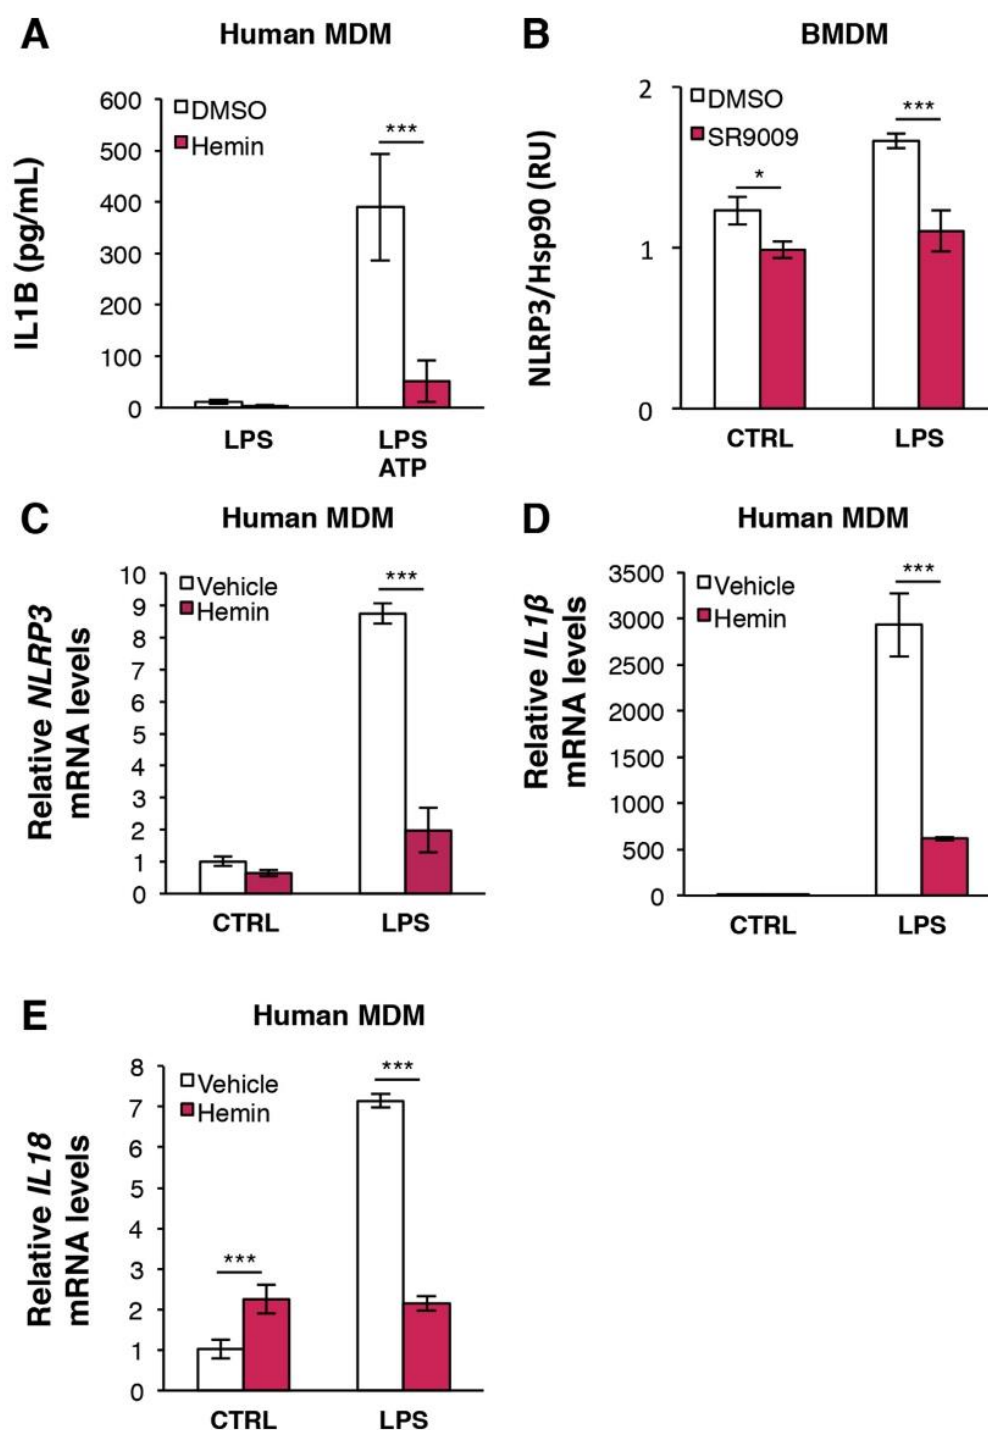 A
Human MDM
IL1B (pg/mL)
600
500
400
300
200
100
0
DMSO
Hemin
***
LPS
LPS
ATP
B
BMDM
NLRP3/Hsp90 (RU)
2
1
0
DMSO
SR9009
*
***
CTRL
LPS
C
Human MDM
Relative NLRP3
mRNA levels
10
9
8
7
6
5
4
3
2
1
0
Vehicle
Hemin
***
CTRL
LPS
D
Human MDM
Relative IL1β
mRNA levels
3500
3000
2500
2000
1500
1000
500
0
Vehicle
Hemin
***
CTRL
LPS
E
Human MDM
Relative IL18
mRNA levels
8
7
6
5
4
3
2
1
0
Vehicle
Hemin
***
***
CTRL
LPS